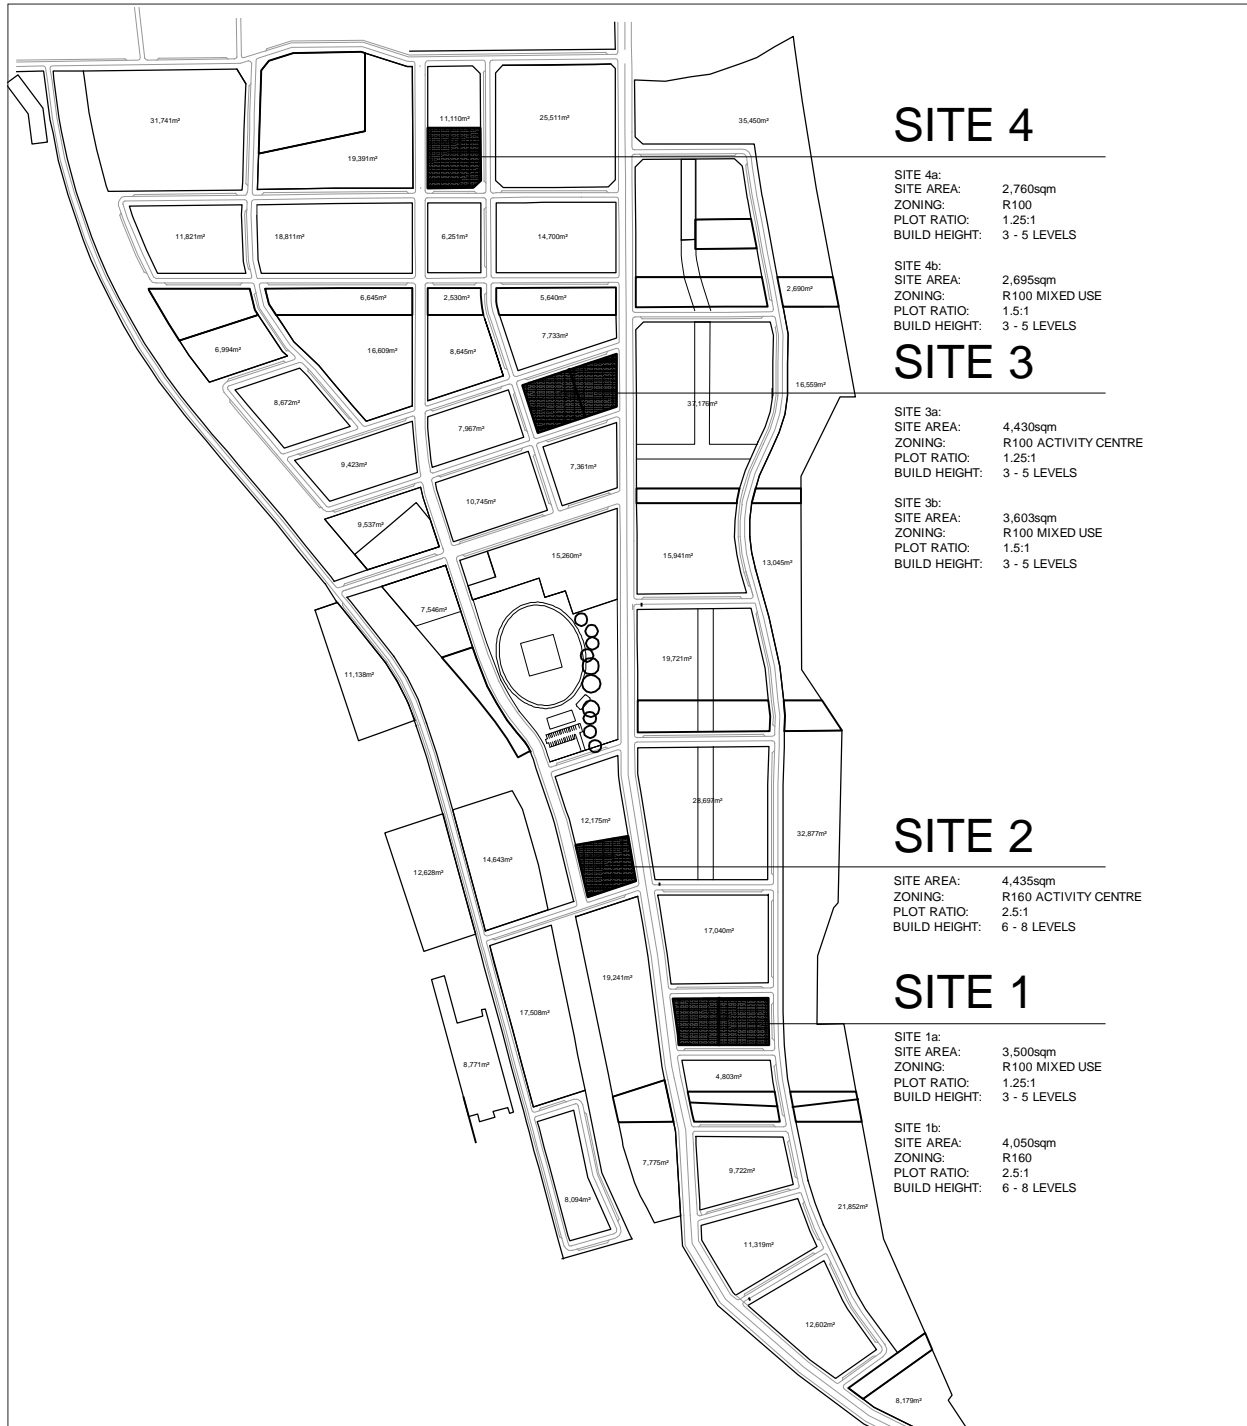 35,450m²
31,741m²
11,110m²
25,511m²
19,391m²
11,821m²
18,811m²
6,251m²
14,700m²
2,690m²
6,645m²
2,530m²
5,640m²
7,733m²
6,994m²
16,609m²
8,645m²
16,559m²
8,672m²
37,176m²
7,967m²
9,423m²
7,361m²
10,745m²
9,537m²
15,260m²
15,941m²
13,045m²
7,546m²
19,721m²
11,138m²
28,697m²
12,175m²
32,877m²
14,643m²
12,628m²
17,040m²
19,241m²
17,508m²
8,771m²
4,803m²
7,775m²
9,722m²
8,094m²
21,852m²
11,319m²
12,602m²
8,179m²
SITE 4
SITE 4a:
SITE AREA: 2,760sqm
ZONING: R100
PLOT RATIO: 1.25:1
BUILD HEIGHT: 3 - 5 LEVELS
SITE 4b:
SITE AREA: 2,695sqm
ZONING: R100 MIXED USE
PLOT RATIO: 1.5:1
BUILD HEIGHT: 3 - 5 LEVELS
SITE 3
SITE 3a:
SITE AREA: 4,430sqm
ZONING: R100 ACTIVITY CENTRE
PLOT RATIO: 1.25:1
BUILD HEIGHT: 3 - 5 LEVELS
SITE 3b:
SITE AREA: 3,603sqm
ZONING: R100 MIXED USE
PLOT RATIO: 1.5:1
BUILD HEIGHT: 3 - 5 LEVELS
SITE 2
SITE AREA: 4,435sqm
ZONING: R160 ACTIVITY CENTRE
PLOT RATIO: 2.5:1
BUILD HEIGHT: 6 - 8 LEVELS
SITE 1
SITE 1a:
SITE AREA: 3,500sqm
ZONING: R100 MIXED USE
PLOT RATIO: 1.25:1
BUILD HEIGHT: 3 - 5 LEVELS
SITE 1b:
SITE AREA: 4,050sqm
ZONING: R160
PLOT RATIO: 2.5:1
BUILD HEIGHT: 6 - 8 LEVELS